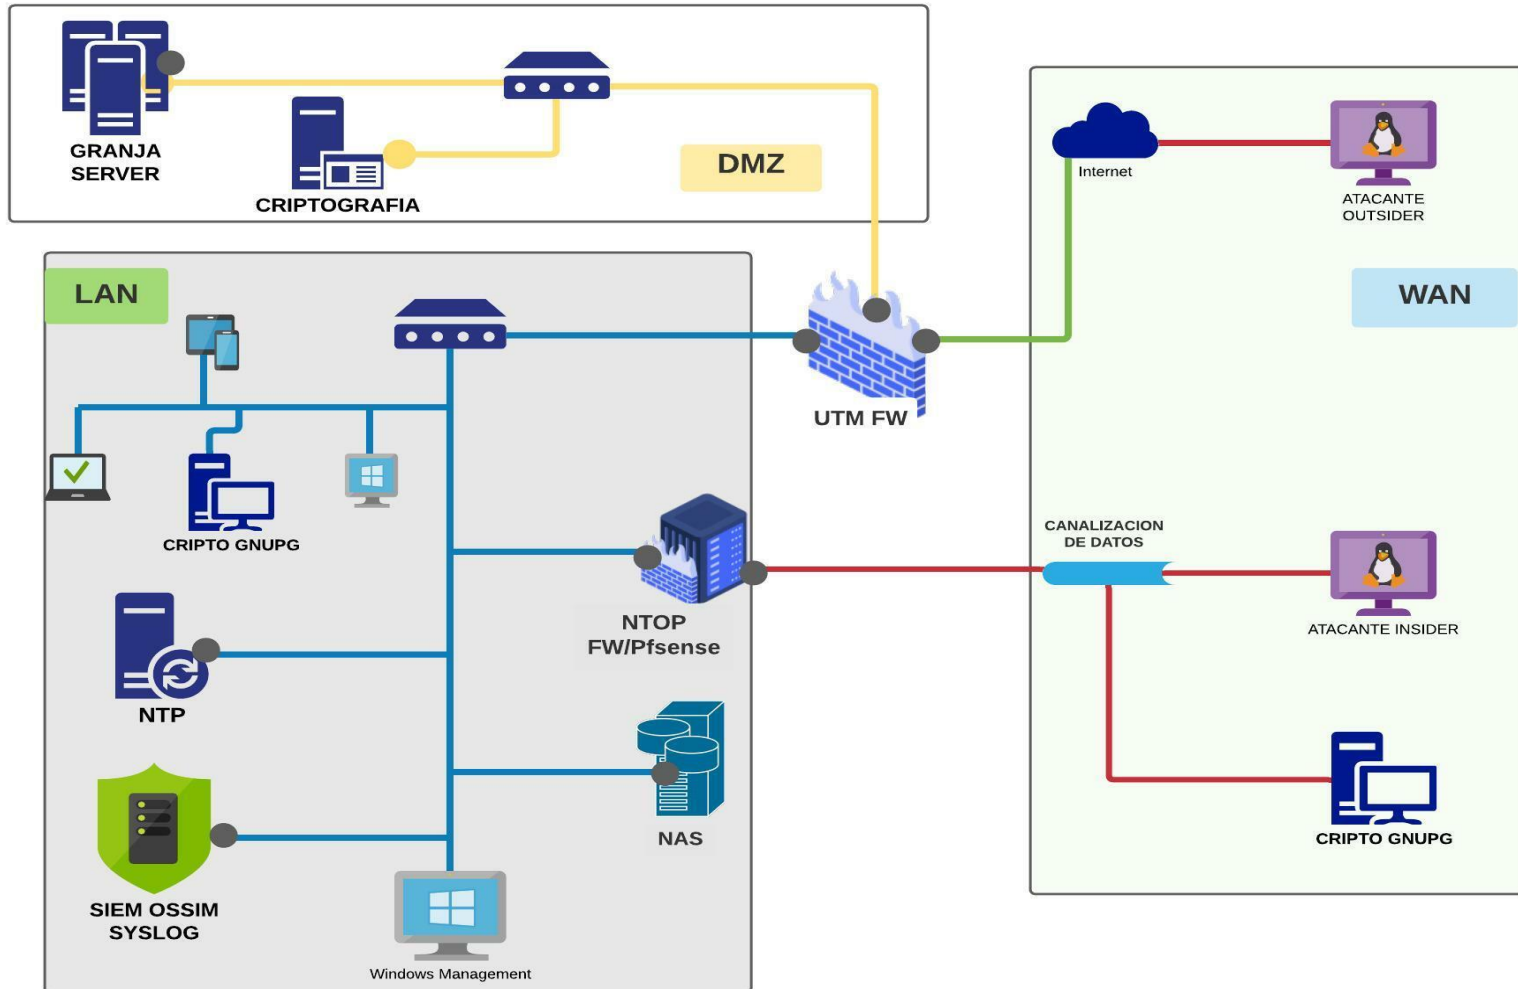 GRANJA
SERVER
CRIPTOGRAFIA
DMZ
Internet
ATACANTE
OUTSIDER
WAN
LAN
UTM FW
CRIPTO GNUPG
CANALIZACION
DE DATOS
NTOP
FW/Pfsense
ATACANTE INSIDER
NTP
NAS
CRIPTO GNUPG
SIEM OSSIM
SYSLOG
Windows Management